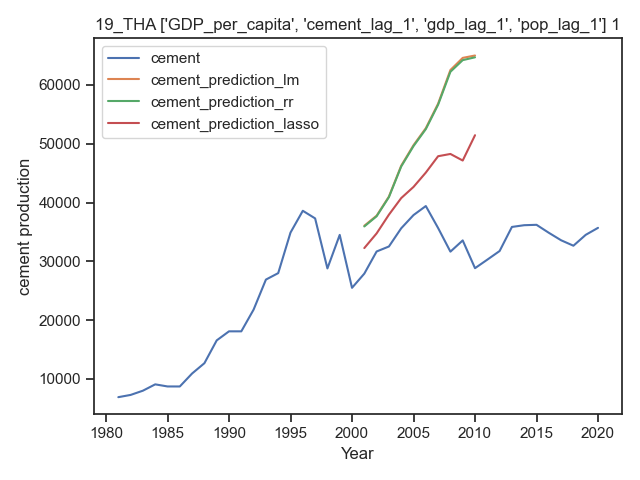 19_THA ['GDP_per_capita', 'cement_lag_1', 'gdp_lag_1', 'pop_lag_1'] 1
cement
cement_prediction_lm
cement_prediction_rr
cement_prediction_lasso
cement production
60000
50000
40000
30000
20000
10000
1980 1985 1990 1995 2000 2005 2010 2015 2020
Year